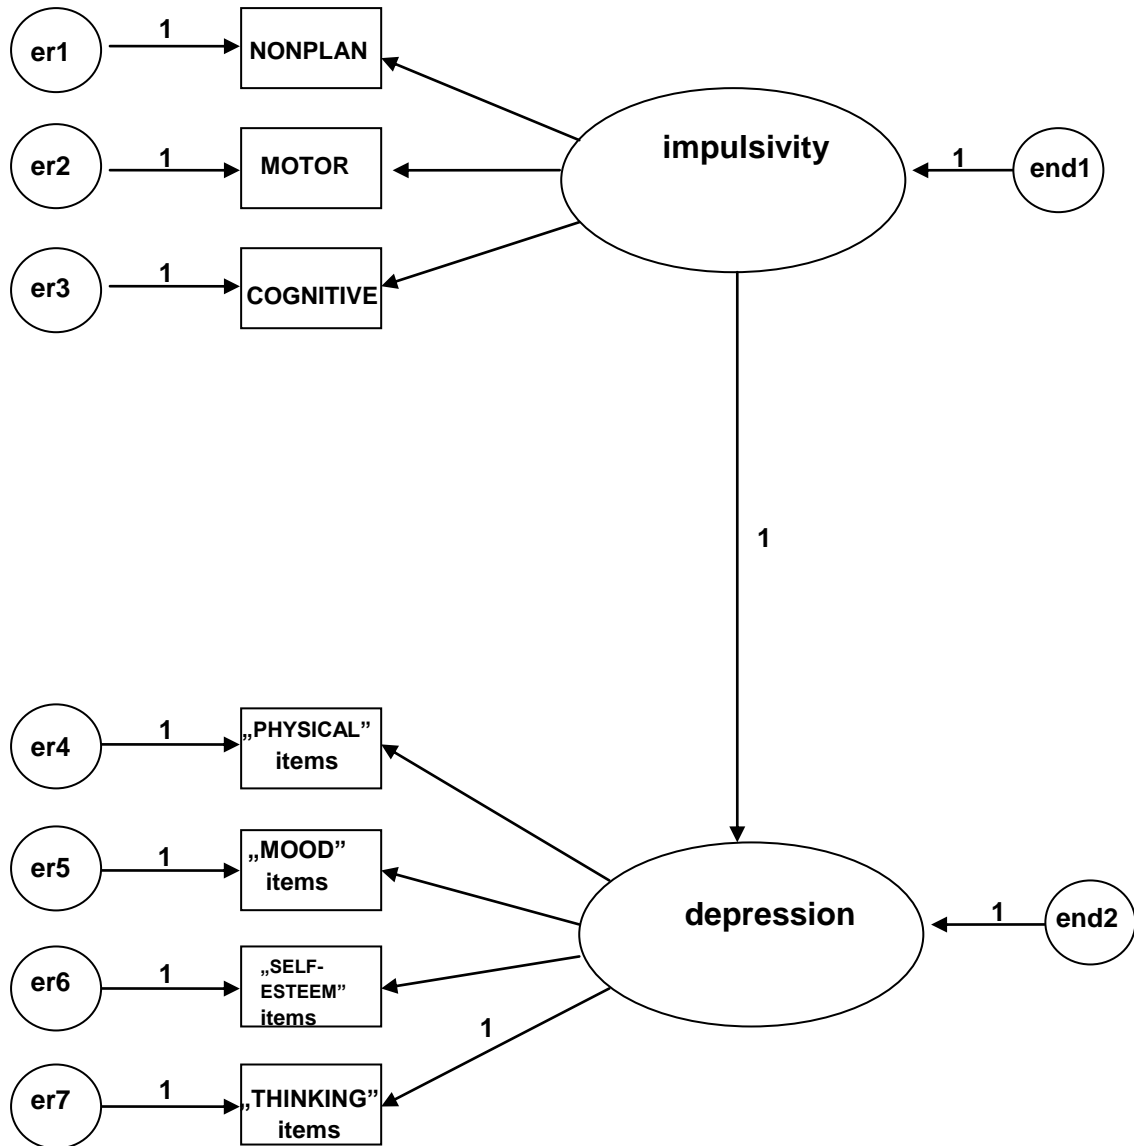 er1
1
NONPLAN
er2
1
MOTOR
impulsivity
1
end1
er3
1
COGNITIVE
1
er4
1
„PHYSICAL”
items
er5
1
„MOOD”
items
depression
1
end2
er6
1
„SELF-
ESTEEM”
items
1
er7
1
„THINKING”
items